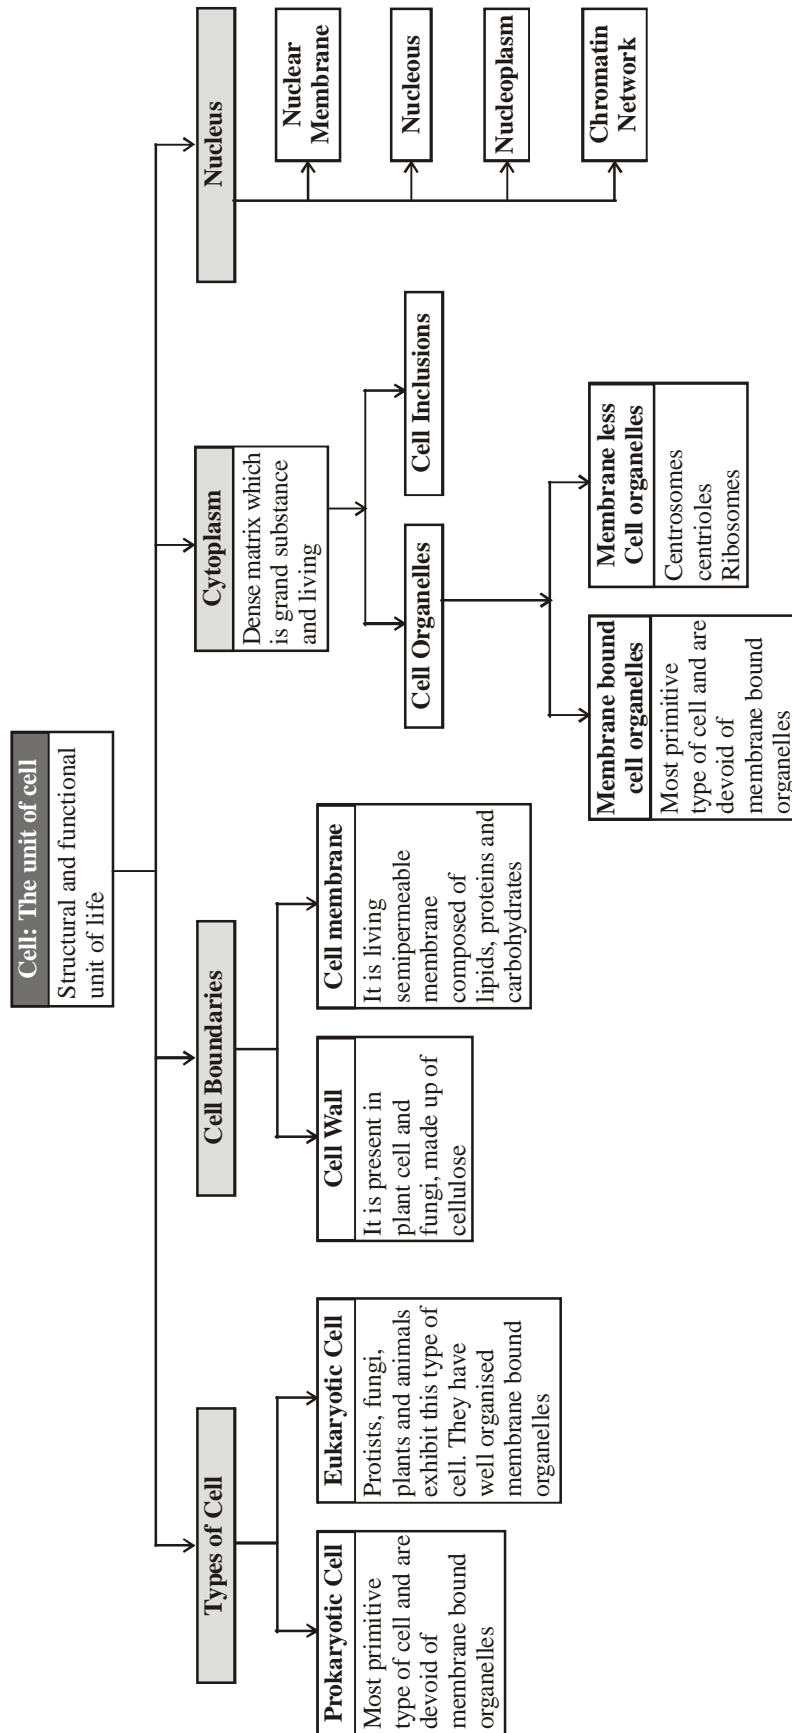 Cell: The unit of cell
Structural and functional
unit of life
Types of Cell
Prokaryotic Cell
Most primitive
type of cell and are
devoid of
membrane bound
organelles
Eukaryotic Cell
Protists, fungi,
plants and animals
exhibit this type of
cell. They have
well organised
membrane bound
organelles
Cell Boundaries
Cell Wall
It is present in
plant cell and
fungi, made up of
cellulose
Cell membrane
It is living
semipermeable
membrane
composed of
lipids, proteins and
carbohydrates
Cytoplasm
Dense matrix which
is grand substance
and living
Cell Organelles
Membrane bound
cell organelles
Most primitive
type of cell and are
devoid of
membrane bound
organelles
Membrane less
Cell organelles
Centrosomes
centrioles
Ribosomes
Cell Inclusions
Nucleus
Nuclear
Membrane
Nucleous
Nucleoplasm
Chromatin
Network